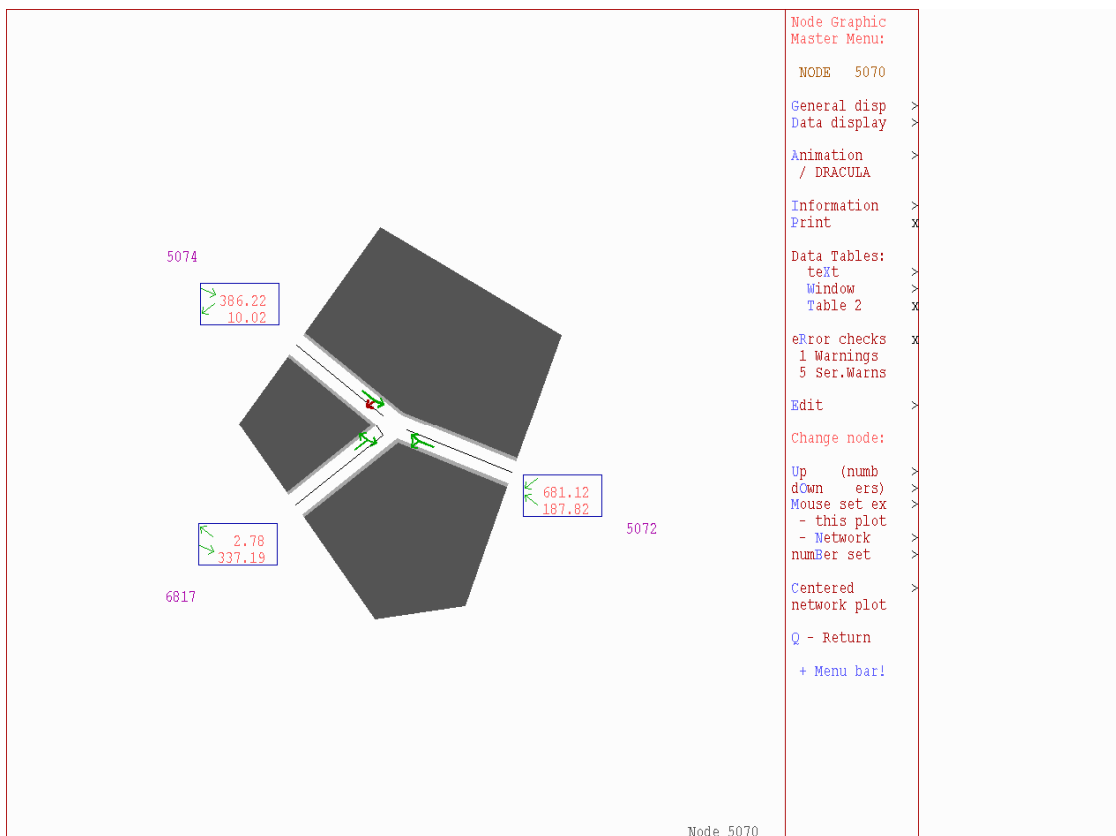 5074
386.22
10.02
2.78
337.19
6817
681.12
187.82
5072
Node 5070
Node Graphic
Master Menu:
NODE 5070
General disp >
Data display >
Animation >
/ DRACULA
Information >
Print x
Data Tables:
teXt >
Window >
Table 2 x
eRror checks x
1 Warnings
5 Ser.Warns
Edit >
Change node:
Up (numb >
dOwn ers) >
Mouse set ex >
- this plot
- Network >
numBer set >
Centered >
network plot
Q - Return
+ Menu bar!